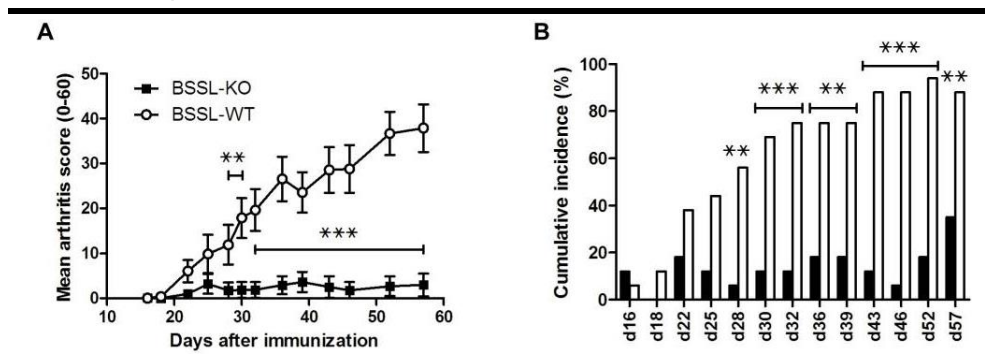 A
Mean arthritis score (0-60)
50
40
30
20
10
0
BSSL-KO
BSSL-WT
**
***
10
20
30
40
50
60
Days after immunization
B
Cumulative incidence (%)
100
80
60
40
20
0
**
***
**
***
**
d16
d18
d22
d25
d28
d30
d32
d36
d39
d43
d46
d52
d57